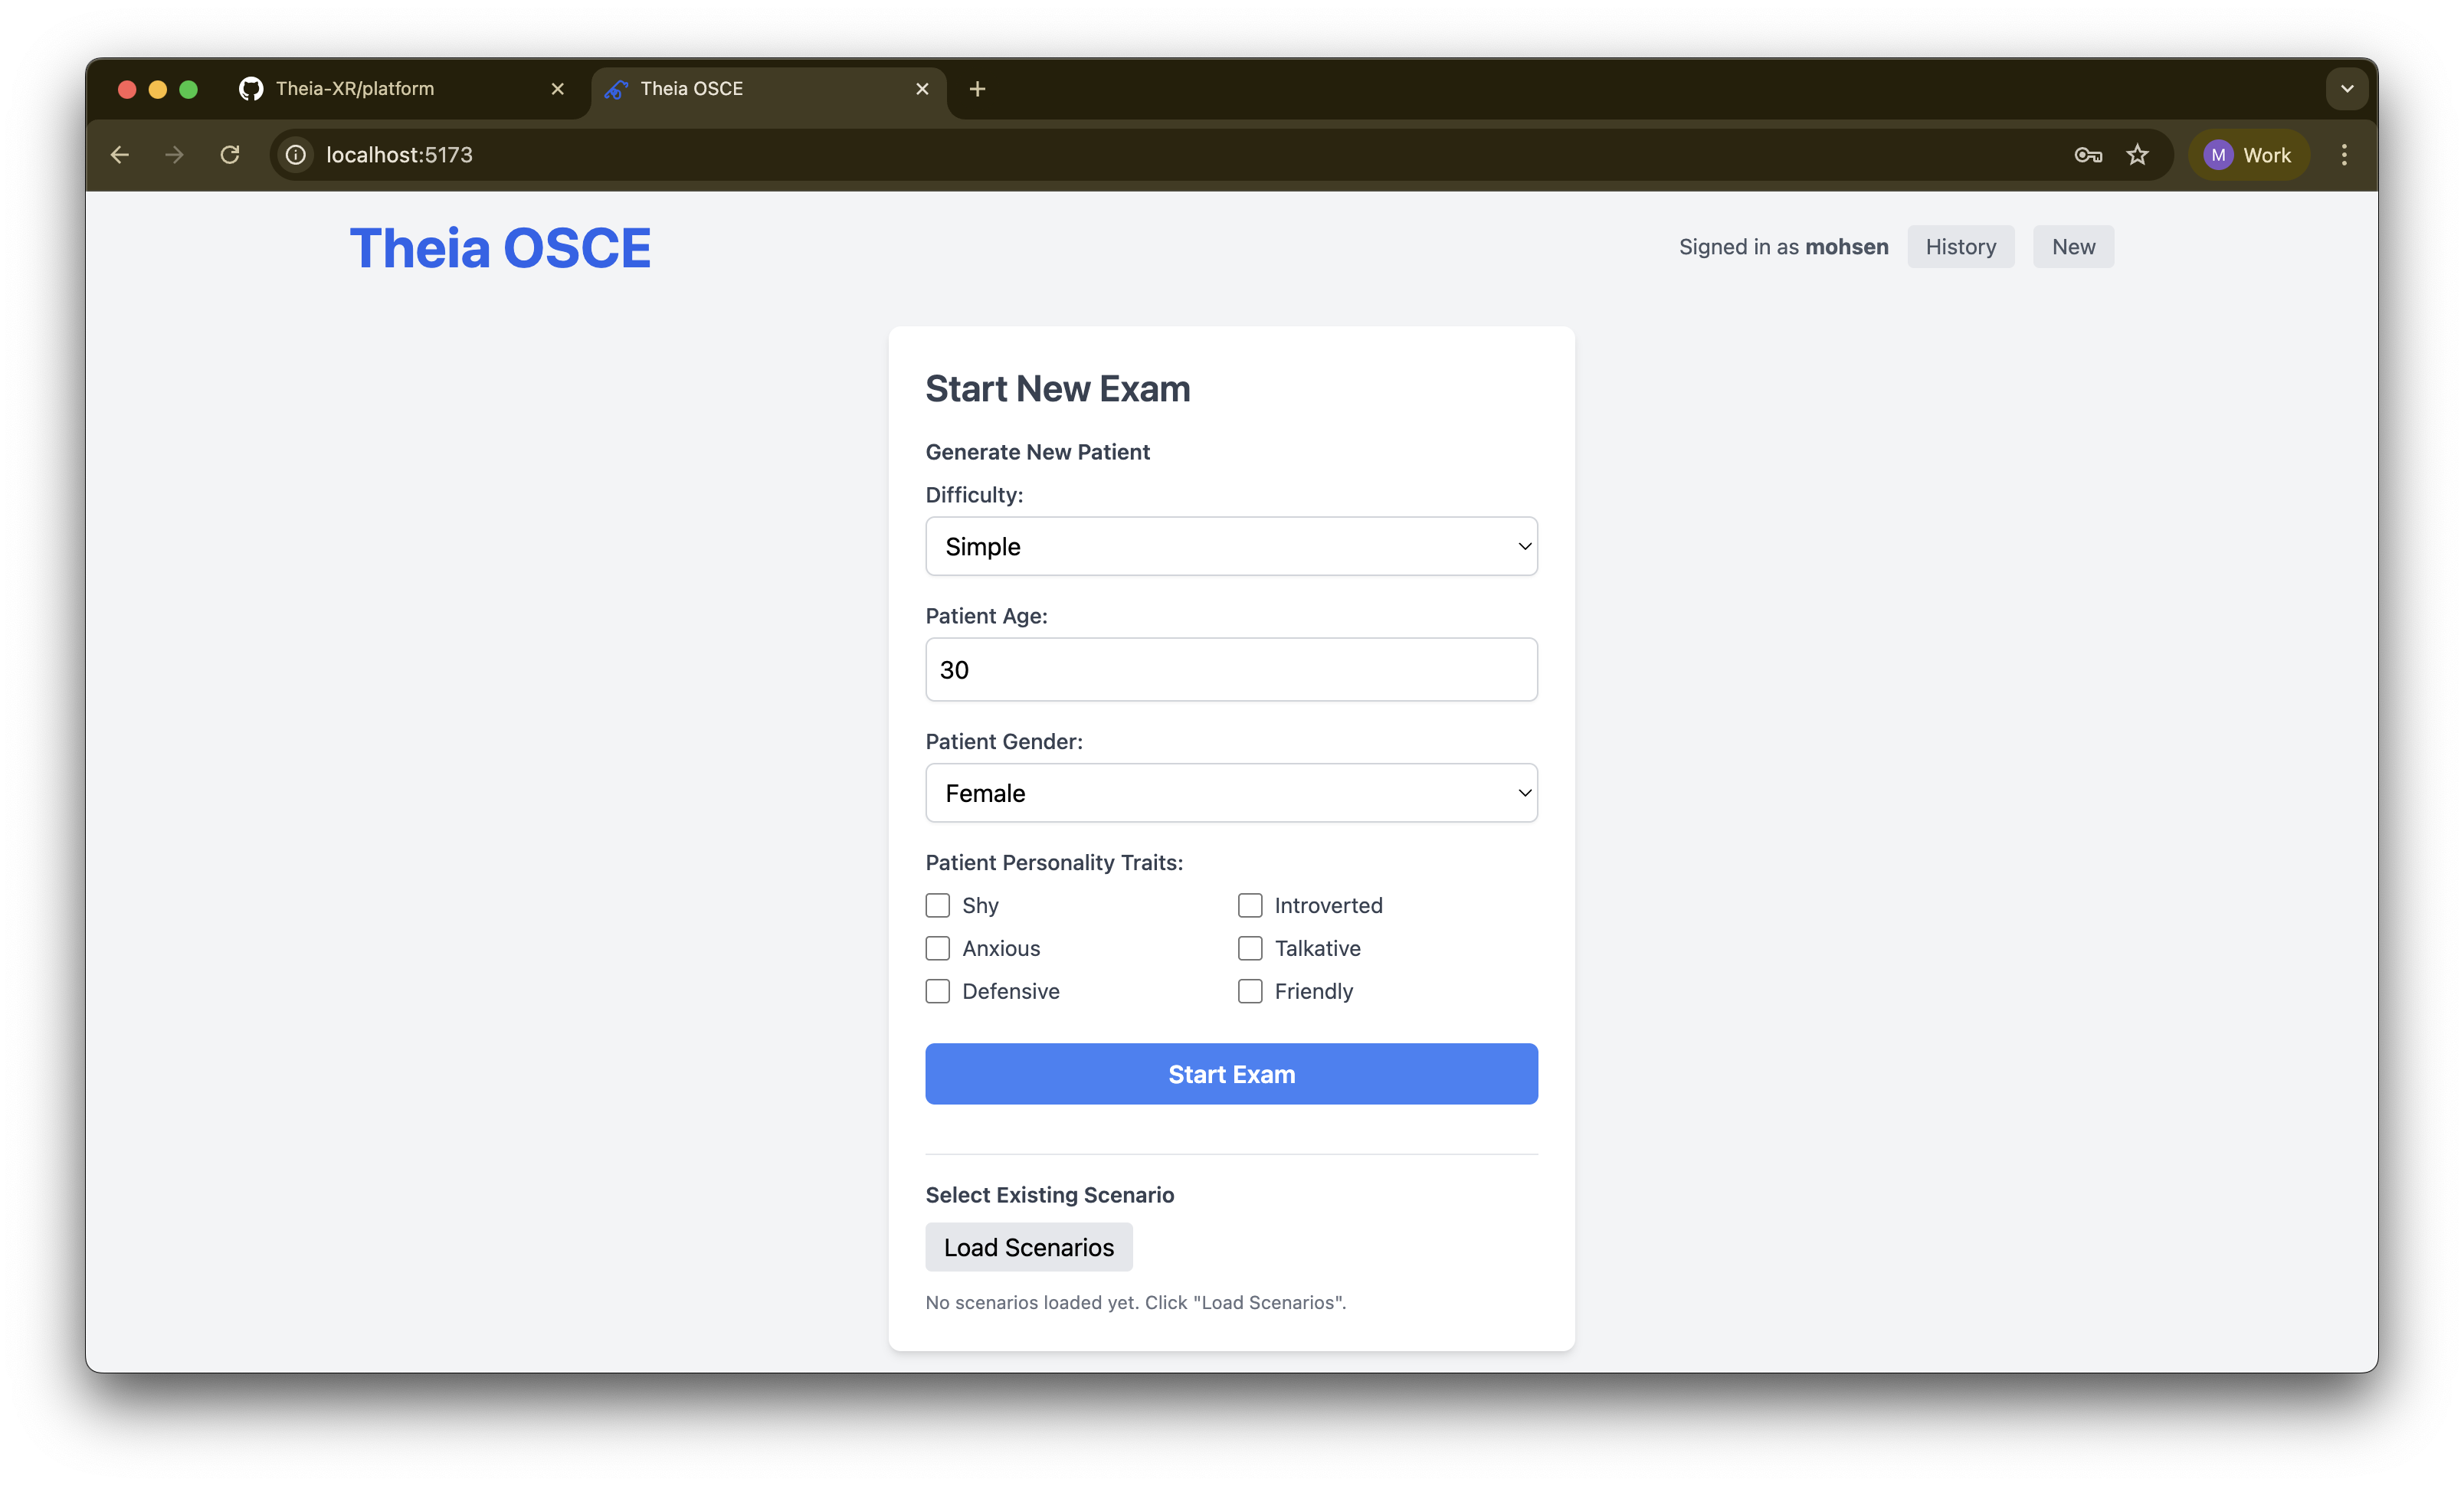 Theia-XR/platform
Theia OSCE
localhost:5173
M Work
Theia OSCE
Signed in as mohsen
History
New
Start New Exam
Generate New Patient
Difficulty:
Simple
Patient Age:
30
Patient Gender:
Female
Patient Personality Traits:
Shy
Introverted
Anxious
Talkative
Defensive
Friendly
Start Exam
Select Existing Scenario
Load Scenarios
No scenarios loaded yet. Click "Load Scenarios".